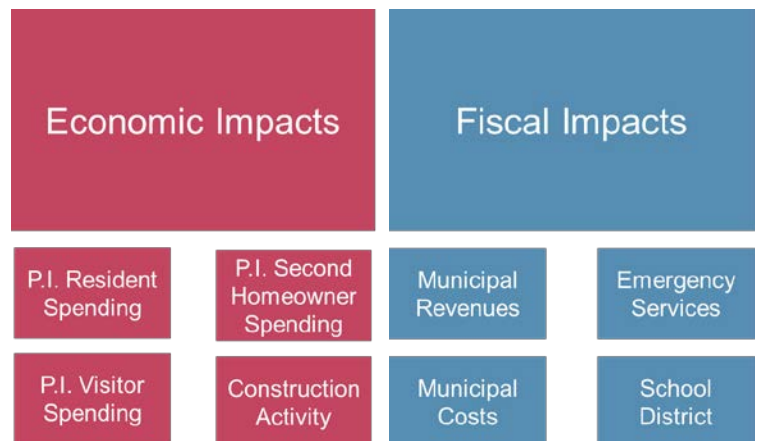 Economic Impacts
Fiscal Impacts
P.I. Resident
Spending
P.I. Second
Homeowner
Spending
Municipal
Revenues
Emergency
Services
P.I. Visitor
Spending
Construction
Activity
Municipal
Costs
School
District